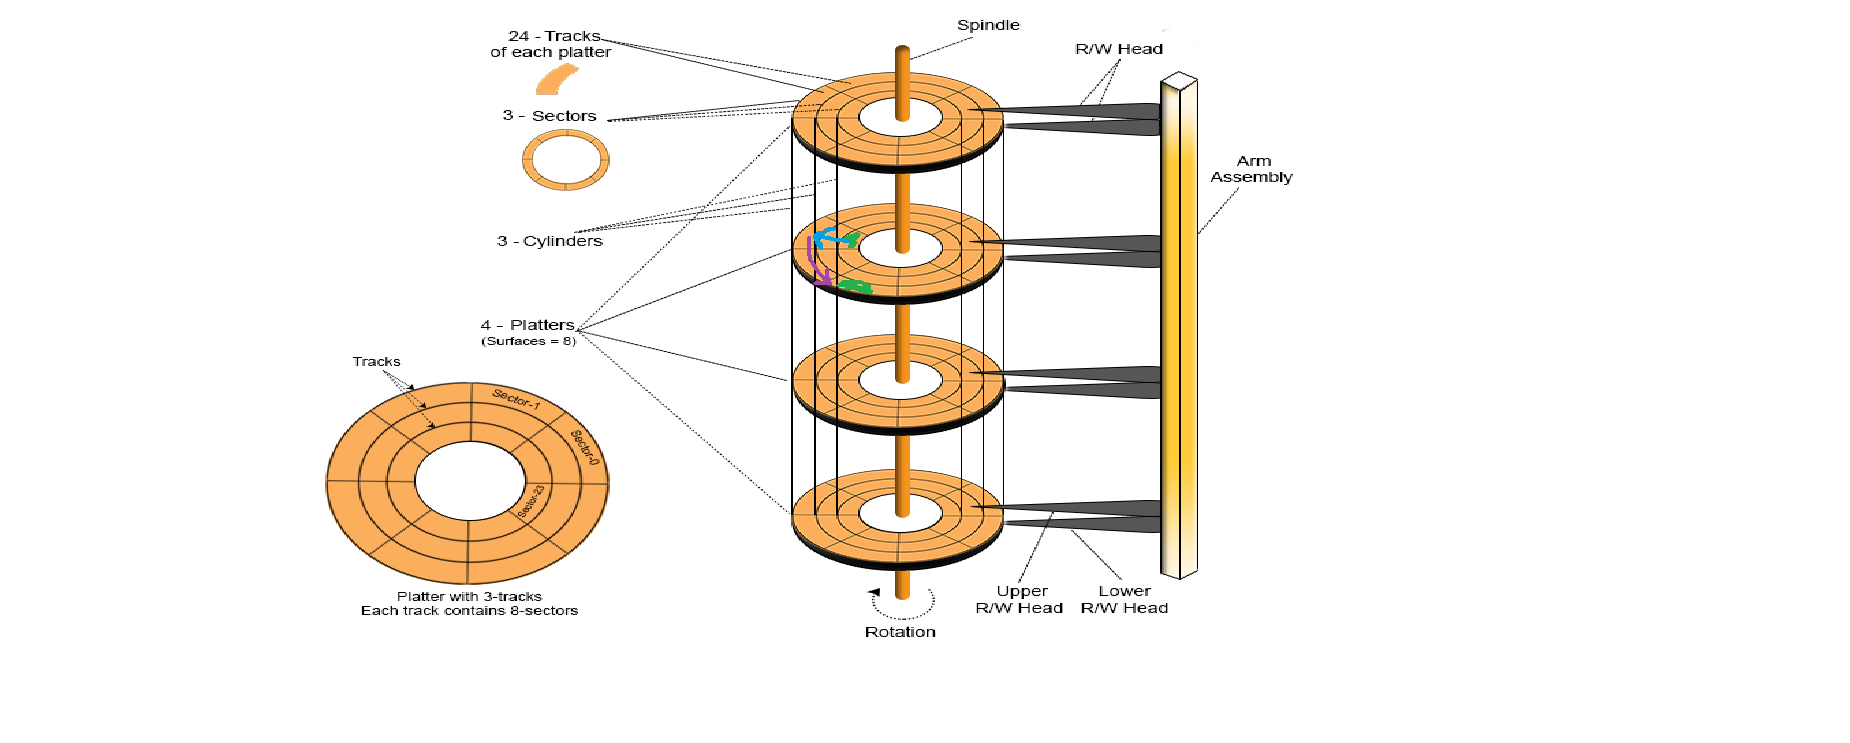 Spindle
24 - Tracks
of each platter
R/W Head
3 - Sectors
Arm
Assembly
3 - Cylinders
4 - Platters
(Surfaces = 8)
Tracks
Sector-1
Sector-0
Sector-23
Platter with 3-tracks
Each track contains 8-sectors
Upper
R/W Head
Lower
R/W Head
Rotation